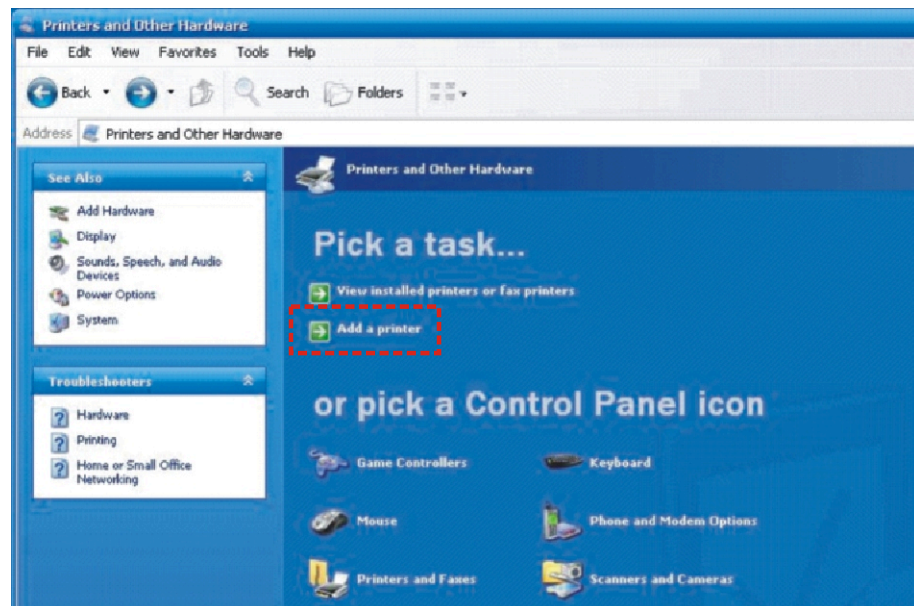 Printers and Other Hardware
File Edit View Favorites Tools Help
Back Search Folders
Address Printers and Other Hardware
See Also
Add Hardware
Display
Sounds, Speech, and Audio
Devices
Power Options
System
Troubleshooters
Hardware
Printing
Home or Small Office
Networking
Printers and Other Hardware
Pick a task...
View installed printers or fax printers
Add a printer
or pick a Control Panel icon
Game Controllers
Keyboard
Mouse
Phone and Modem Options
Printers and Faxes
Scanners and Cameras